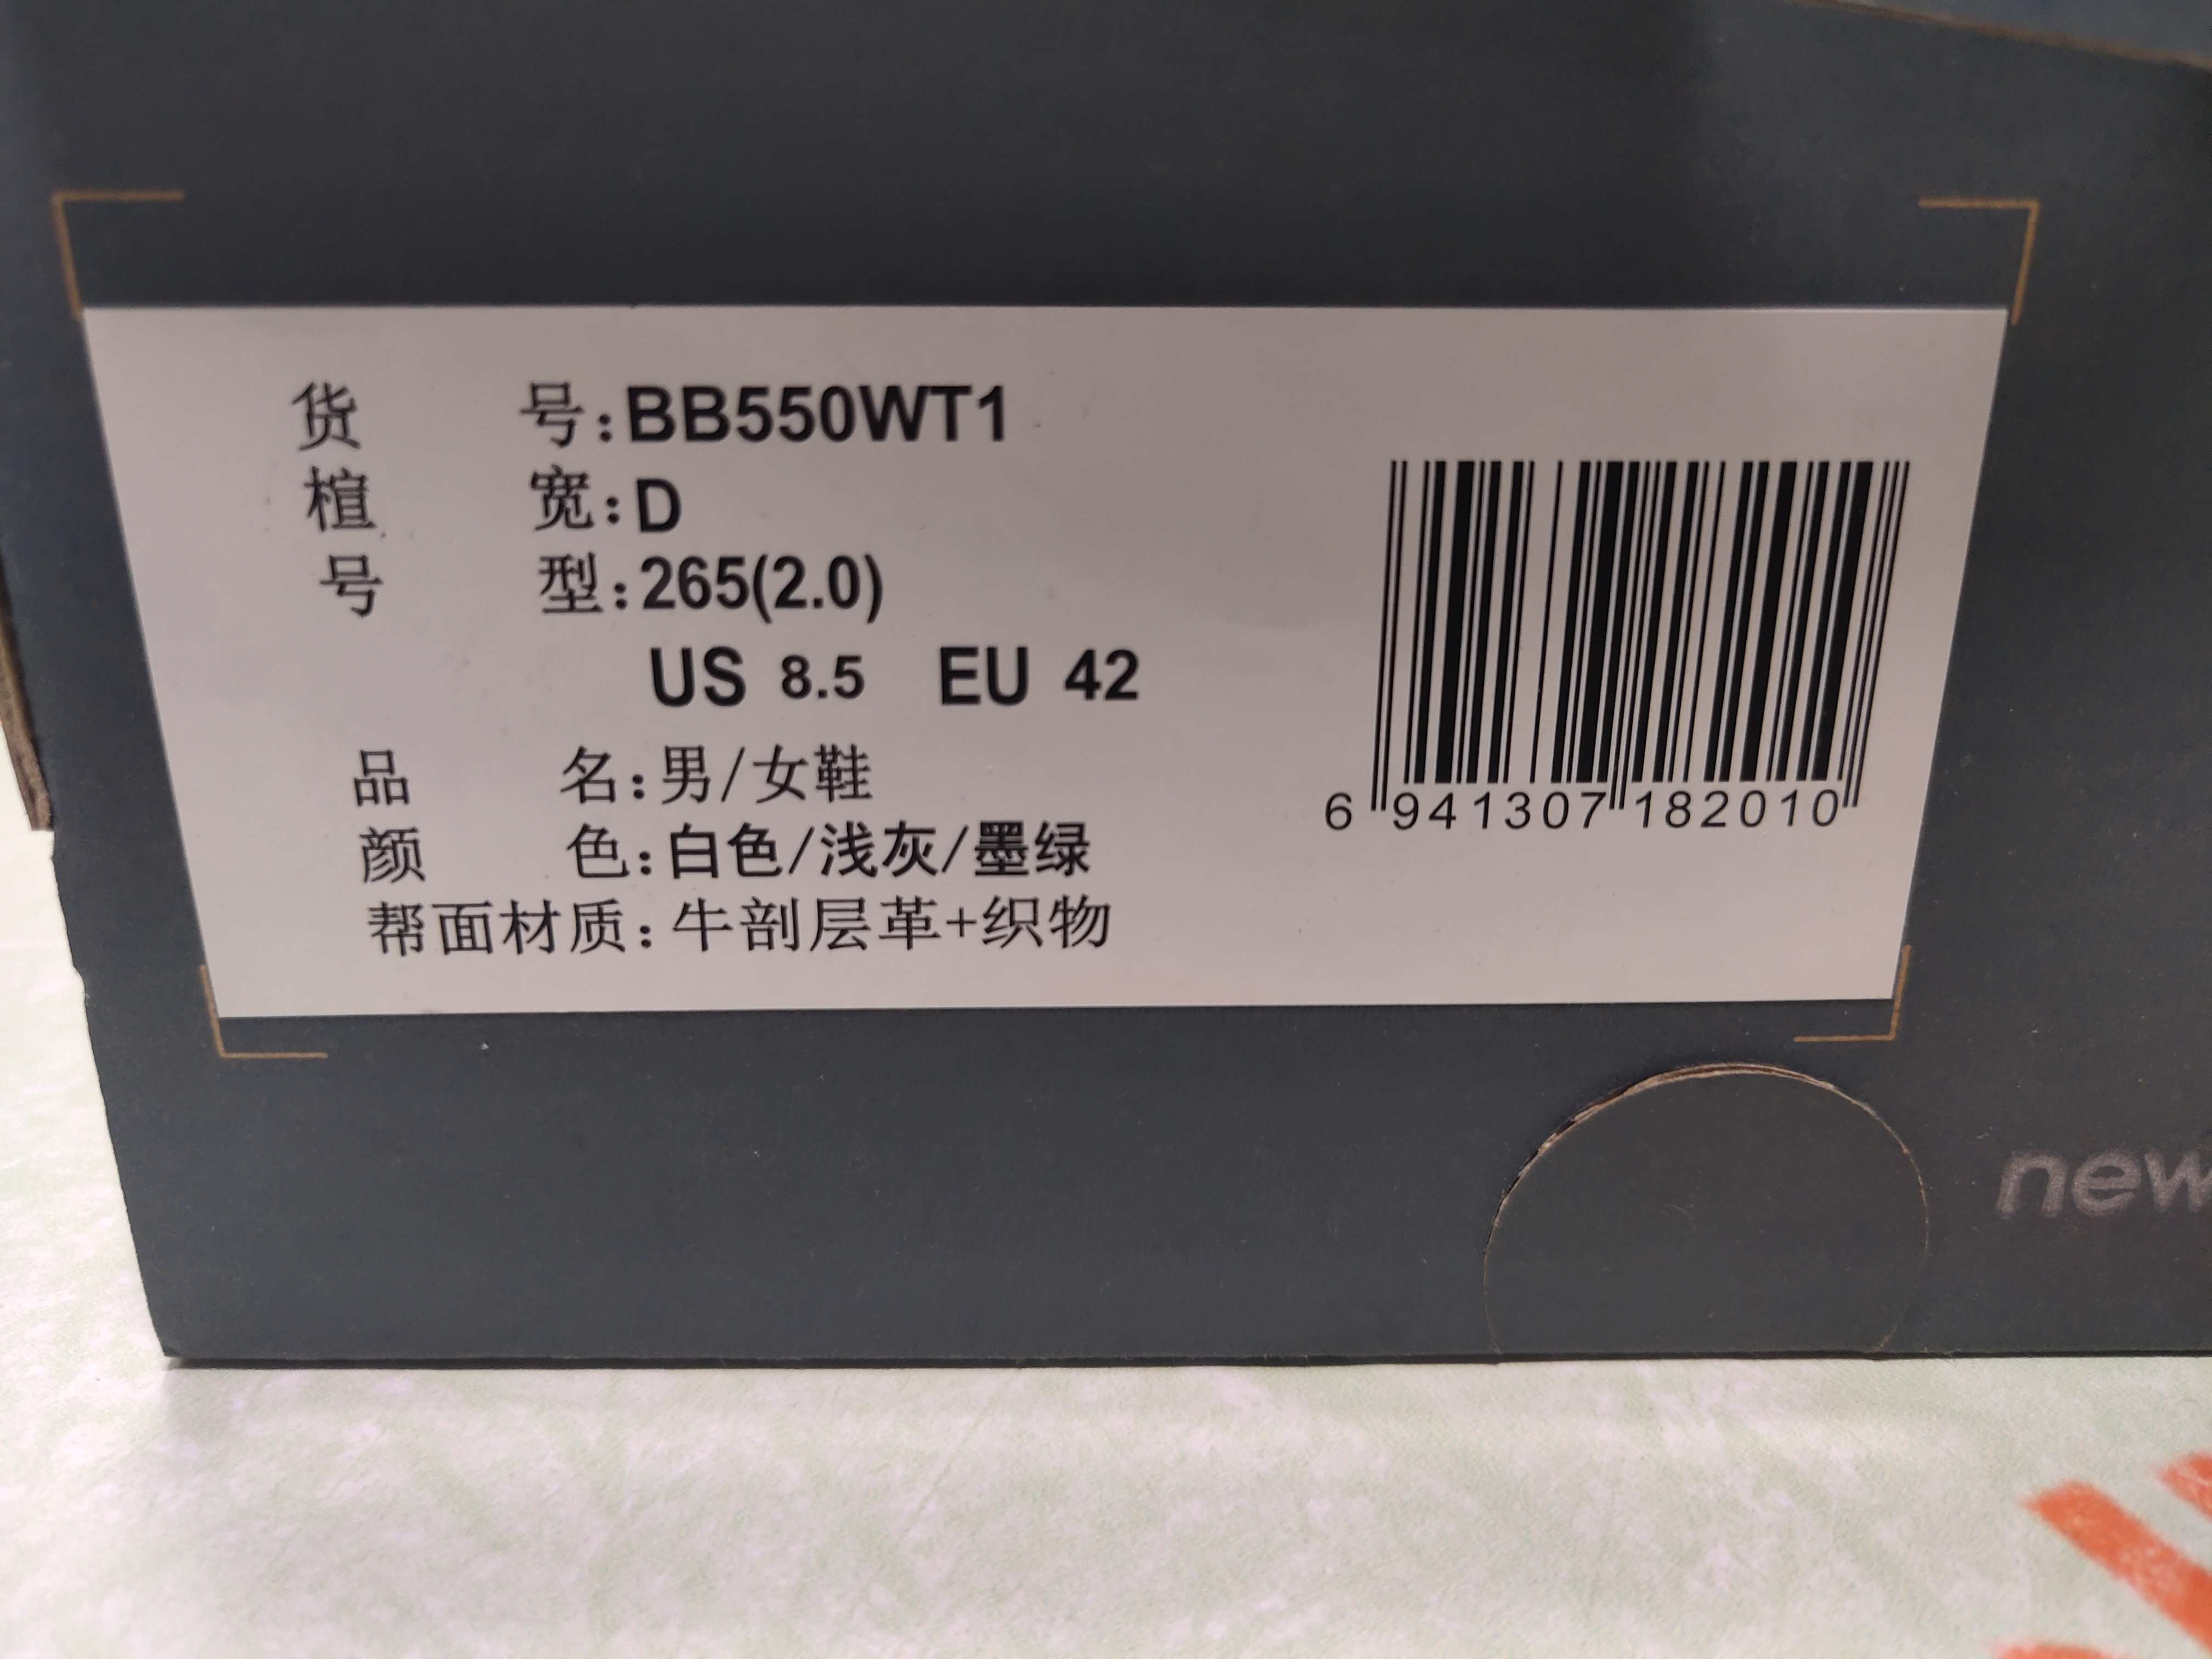 货 号:BB550WT1
楦 宽:D
号 型:265(2.0)
US 8.5 EU 42
品 名:男/女鞋
颜 色:白色/浅灰/墨绿
帮面材质:牛剖层革+织物
6 941307 182010
new